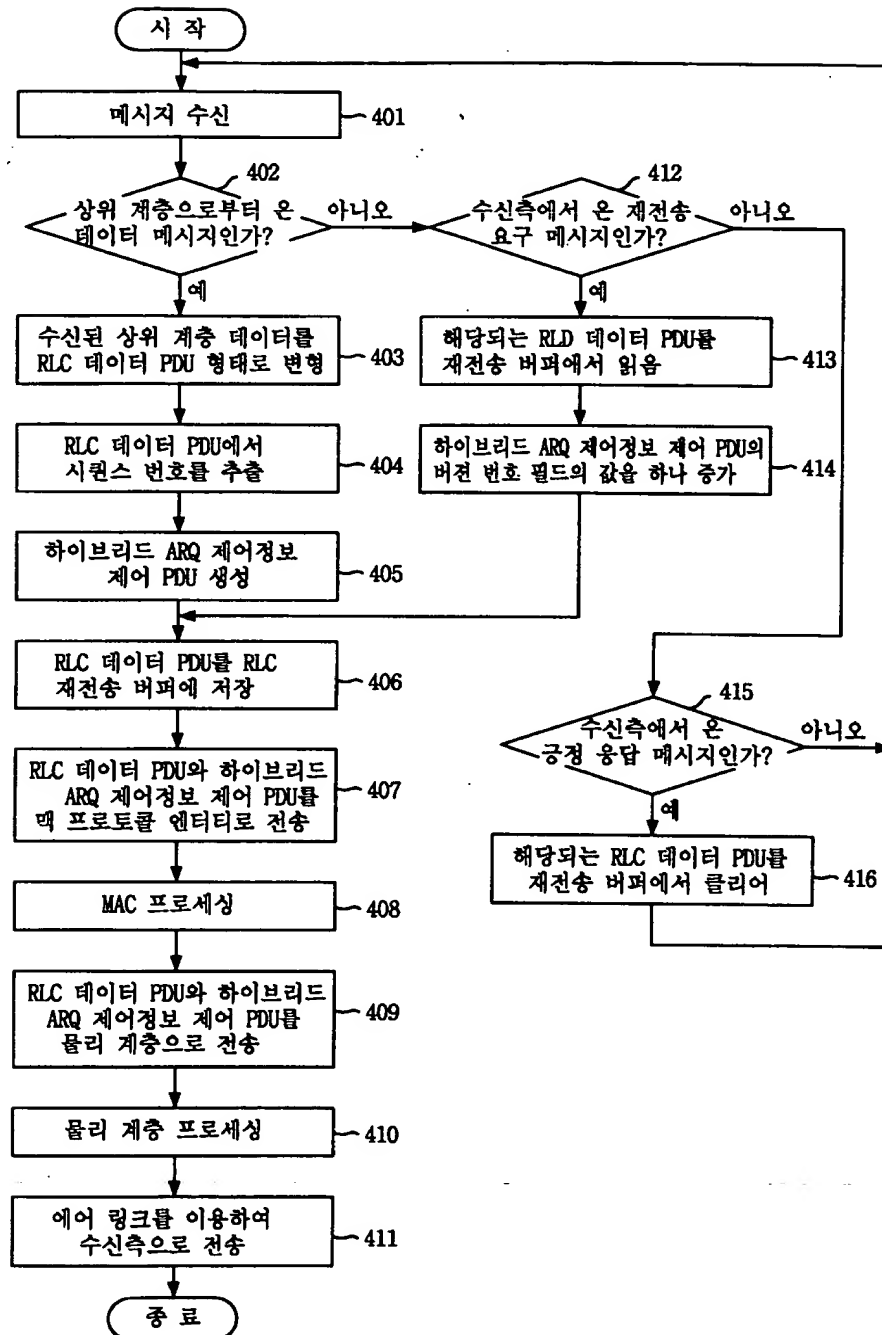 시 작
메시지 수신
401
402
상위 계층으로부터 온
데이터 메시지인가?
아니오
예
412
수신측에서 온 재전송
요구 메시지인가?
아니오
예
수신된 상위 계층 데이터를
RLC 데이터 PDU 형태로 변형
403
해당되는 RLD 데이터 PDU를
재전송 버퍼에서 읽음
413
RLC 데이터 PDU에서
시퀀스 번호를 추출
404
하이브리드 ARQ 제어정보 제어 PDU의
버젼 번호 필드의 값을 하나 증가
414
하이브리드 ARQ 제어정보
제어 PDU 생성
405
RLC 데이터 PDU를 RLC
재전송 버퍼에 저장
406
415
수신측에서 온
긍정 응답 메시지인가?
아니오
예
RLC 데이터 PDU와 하이브리드
ARQ 제어정보 제어 PDU를
맥 프로토콜 엔터티로 전송
407
해당되는 RLC 데이터 PDU를
재전송 버퍼에서 클리어
416
MAC 프로세싱
408
RLC 데이터 PDU와 하이브리드
ARQ 제어정보 제어 PDU를
물리 계층으로 전송
409
물리 계층 프로세싱
410
에어 링크를 이용하여
수신측으로 전송
411
종 료